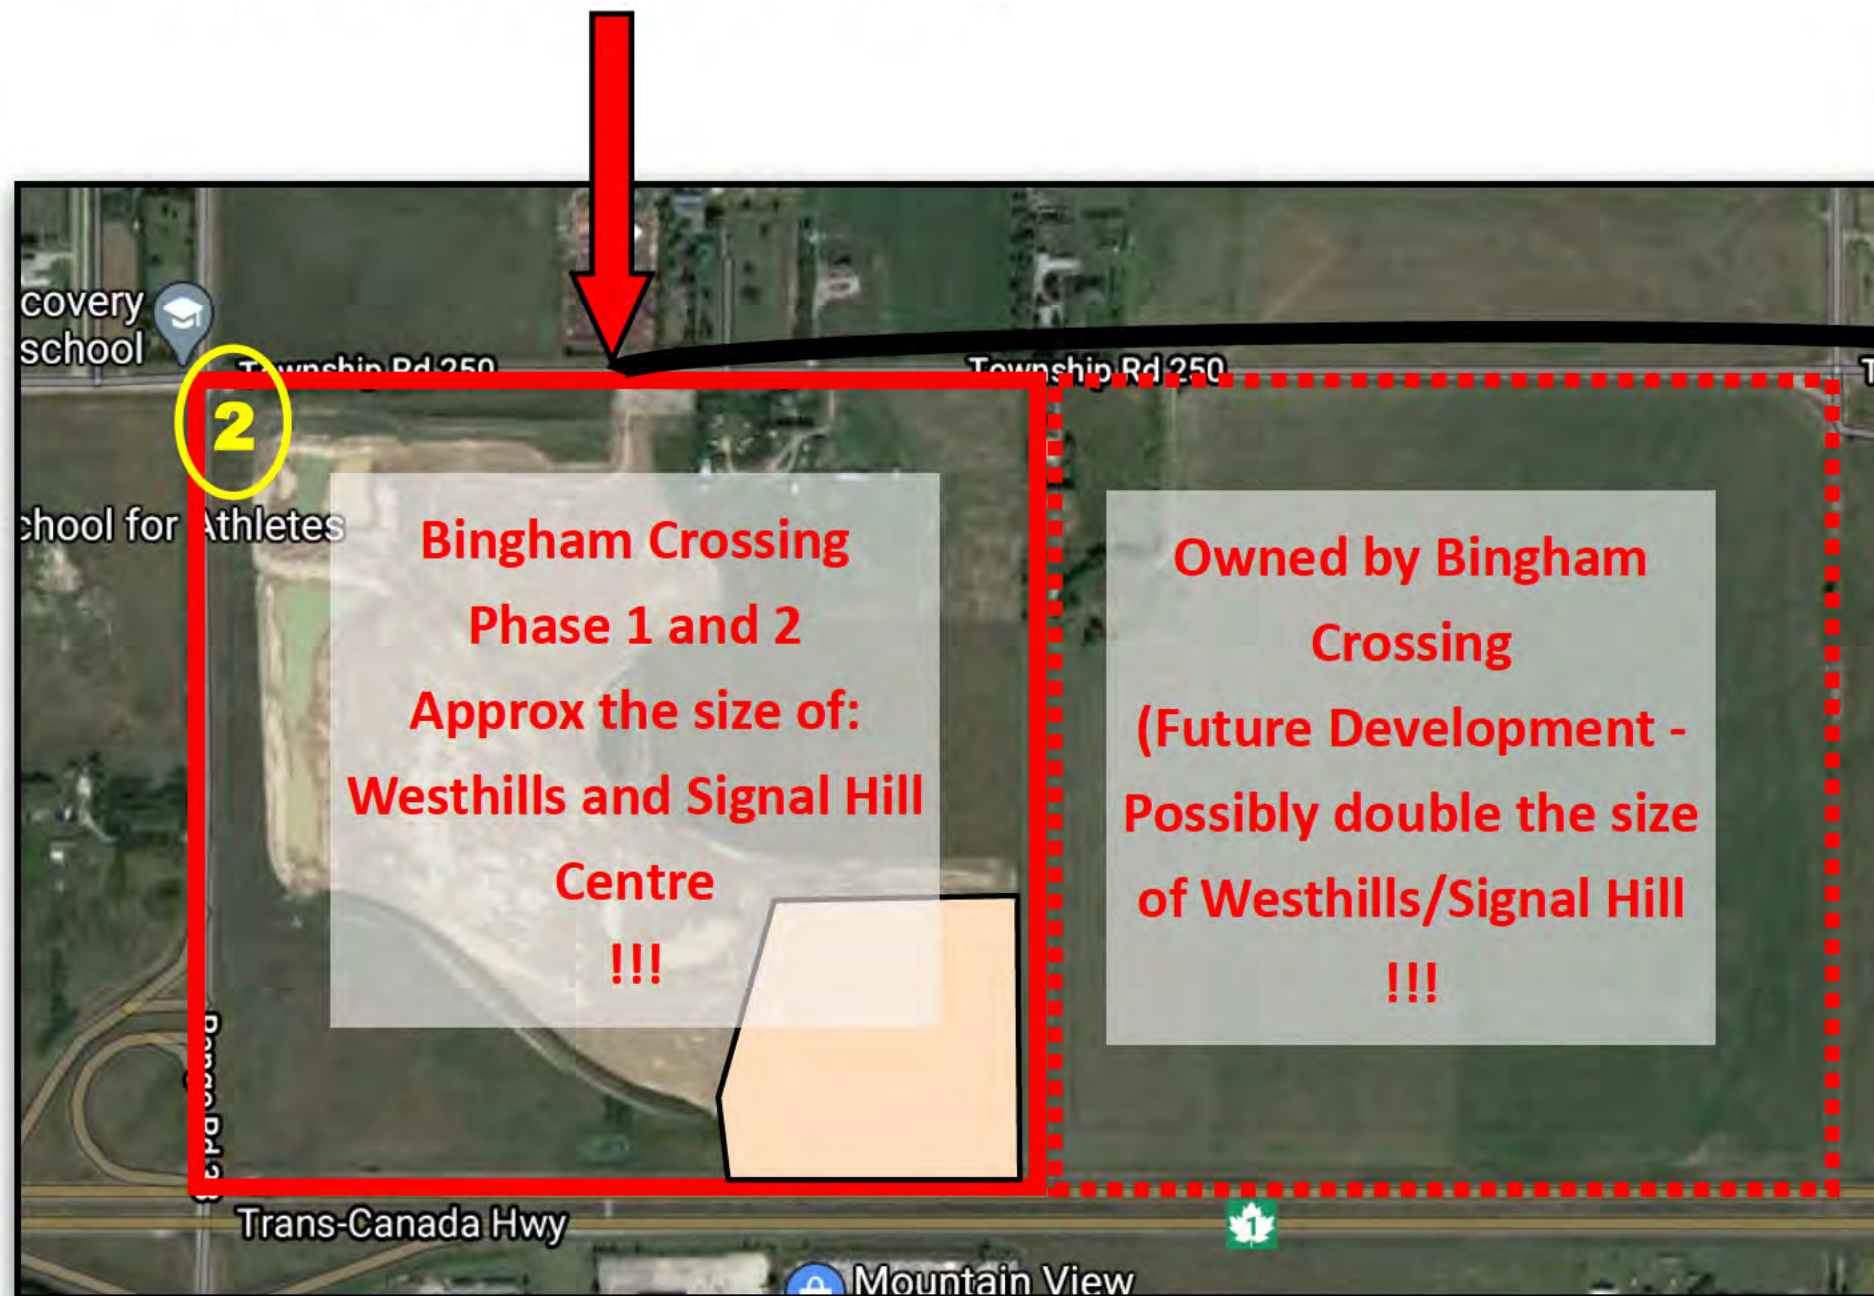 covery
school
Township Rd 250
Township Rd 250
T
2
chool for Athletes
Bingham Crossing
Phase 1 and 2
Approx the size of:
Westhills and Signal Hill
Centre
!!!
Owned by Bingham
Crossing
(Future Development -
Possibly double the size
of Westhills/Signal Hill
!!!
Trans-Canada Hwy
1
Mountain View